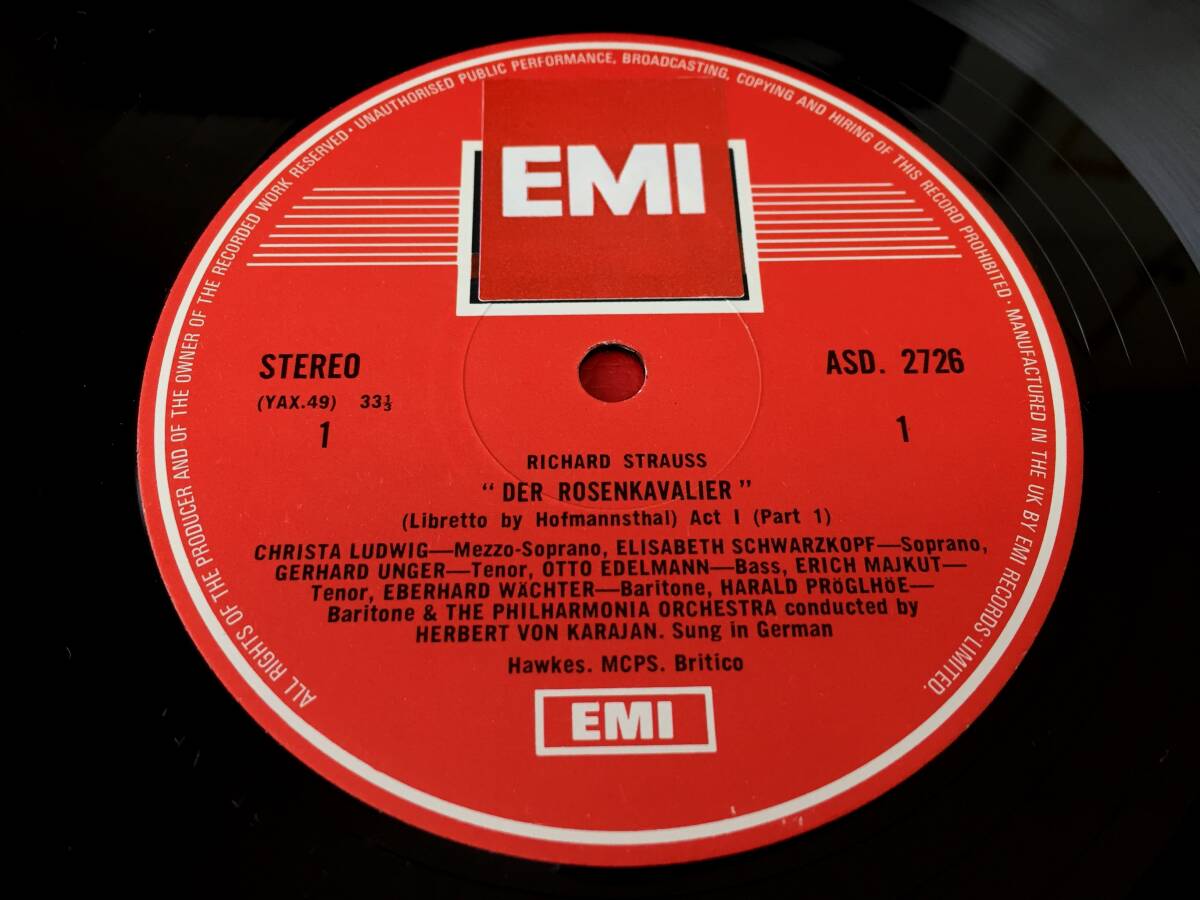 ALL RIGHTS OF THE PRODUCER AND OF THE OWNER OF THE RECORDED WORK RESERVED · UNAUTHORISED PUBLIC PERFORMANCE, BROADCASTING, COPYING AND HIRING OF THIS RECORD PROHIBITED · MANUFACTURED IN THE UK BY EMI RECORDS LIMITED.
EMI
STEREO
(YAX.49) 33⅓
1
ASD. 2726
1
RICHARD STRAUSS
"DER ROSENKAVALIER"
(Libretto by Hofmannsthal) Act I (Part 1)
CHRISTA LUDWIG—Mezzo-Soprano, ELISABETH SCHWARZKOPF—Soprano,
GERHARD UNGER—Tenor, OTTO EDELMANN—Bass, ERICH MAJKUT—
Tenor, EBERHARD WÄCHTER—Baritone, HARALD PRÖGLHÖE—
Baritone & THE PHILHARMONIA ORCHESTRA conducted by
HERBERT VON KARAJAN. Sung in German
Hawkes. MCPS. Britico
EMI